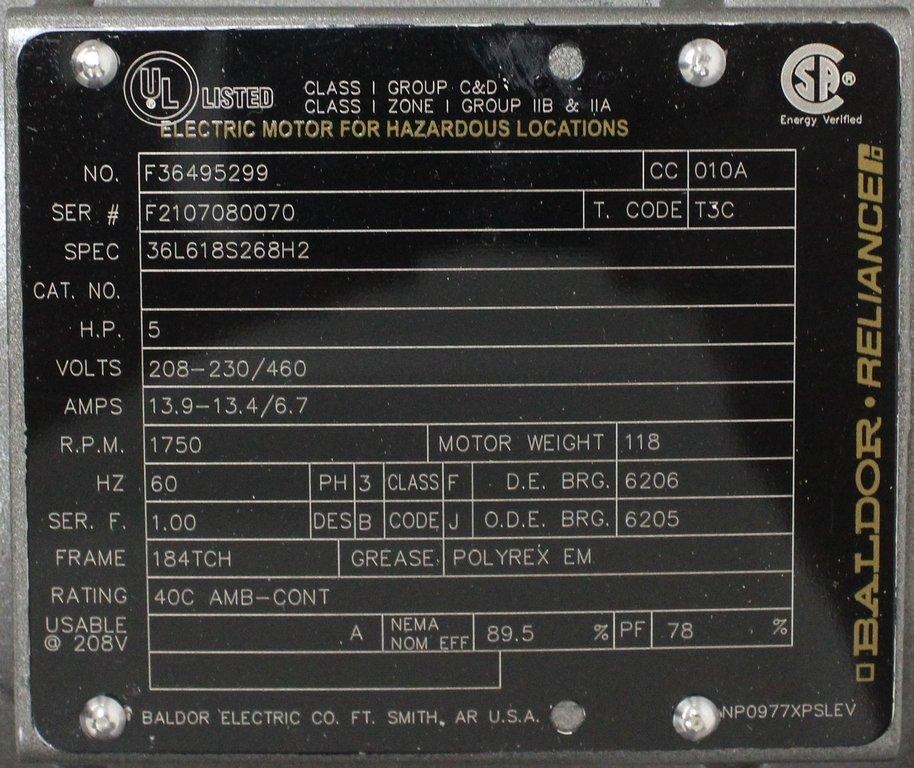 UL® LISTED
CLASS I GROUP C&D
CLASS I ZONE I GROUP IIB & IIA
ELECTRIC MOTOR FOR HAZARDOUS LOCATIONS
SA®
Energy Verified
NO. F36495299 CC 010A
SER # F2107080070 T. CODE T3C
SPEC 36L618S268H2
CAT. NO.
H.P. 5
VOLTS 208-230/460
AMPS 13.9-13.4/6.7
R.P.M. 1750 MOTOR WEIGHT 118
HZ 60 PH 3 CLASS F D.E. BRG. 6206
SER. F. 1.00 DES B CODE J O.D.E. BRG. 6205
FRAME 184TCH GREASE POLYREX EM
RATING 40C AMB-CONT
USABLE @ 208V A NEMA NOM EFF 89.5 % PF 78 %
BALDOR ELECTRIC CO. FT. SMITH, AR U.S.A.
NP0977XPSLEV
BALDOR • RELIANCE